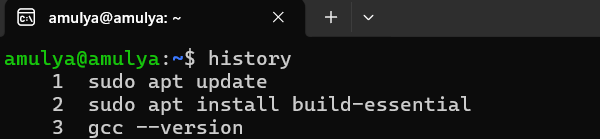 amulya@amulya: ~
amulya@amulya:~$ history
1 sudo apt update
2 sudo apt install build-essential
3 gcc --version